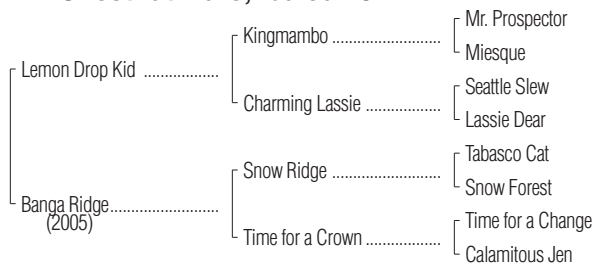 Mr. Prospector
Kingmambo ....................
Miesque
Lemon Drop Kid ..................
Seattle Slew
Charming Lassie ....................
Lassie Dear
Tabasco Cat
Snow Ridge .............................
Snow Forest
Banga Ridge..........................
(2005)
Time for a Change
Time for a Crown ....................
Calamitous Jen